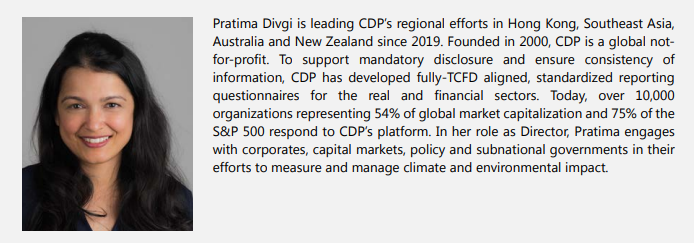 Pratima Divgi is leading CDP's regional efforts in Hong Kong, Southeast Asia,
Australia and New Zealand since 2019. Founded in 2000, CDP is a global not-
for-profit. To support mandatory disclosure and ensure consistency of
information, CDP has developed fully-TCFD aligned, standardized reporting
questionnaires for the real and financial sectors. Today, over 10,000
organizations representing 54% of global market capitalization and 75% of the
S&P 500 respond to CDP's platform. In her role as Director, Pratima engages
with corporates, capital markets, policy and subnational governments in their
efforts to measure and manage climate and environmental impact.